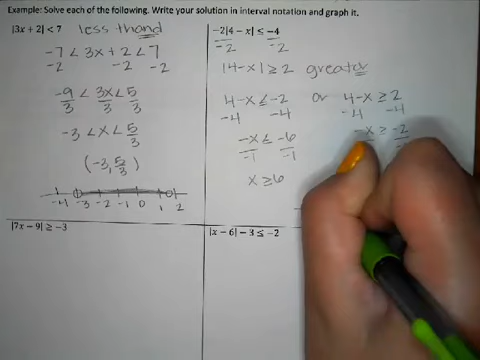 Example: Solve each of the following. Write your solution in interval notation and graph it.
|3x + 2| < 7 less thand
-7 < 3x + 2 < 7
-2 -2 -2
-9/3 < 3x/3 < 5/3
-3 < x < 5/3
(-3, 5/3)
-4 -3 -2 -1 0 1 2
-2|4 - x| ≤ -4
-2 -2
|4-x| ≥ 2 greator
4-x ≤ -2 or 4-x ≥ 2
-4 -4 -4 -4
-x ≤ -6 -x ≥ -2
-1 -1
x ≥ 6
|7x - 9| ≥ -3
|x - 6| - 3 ≤ -2